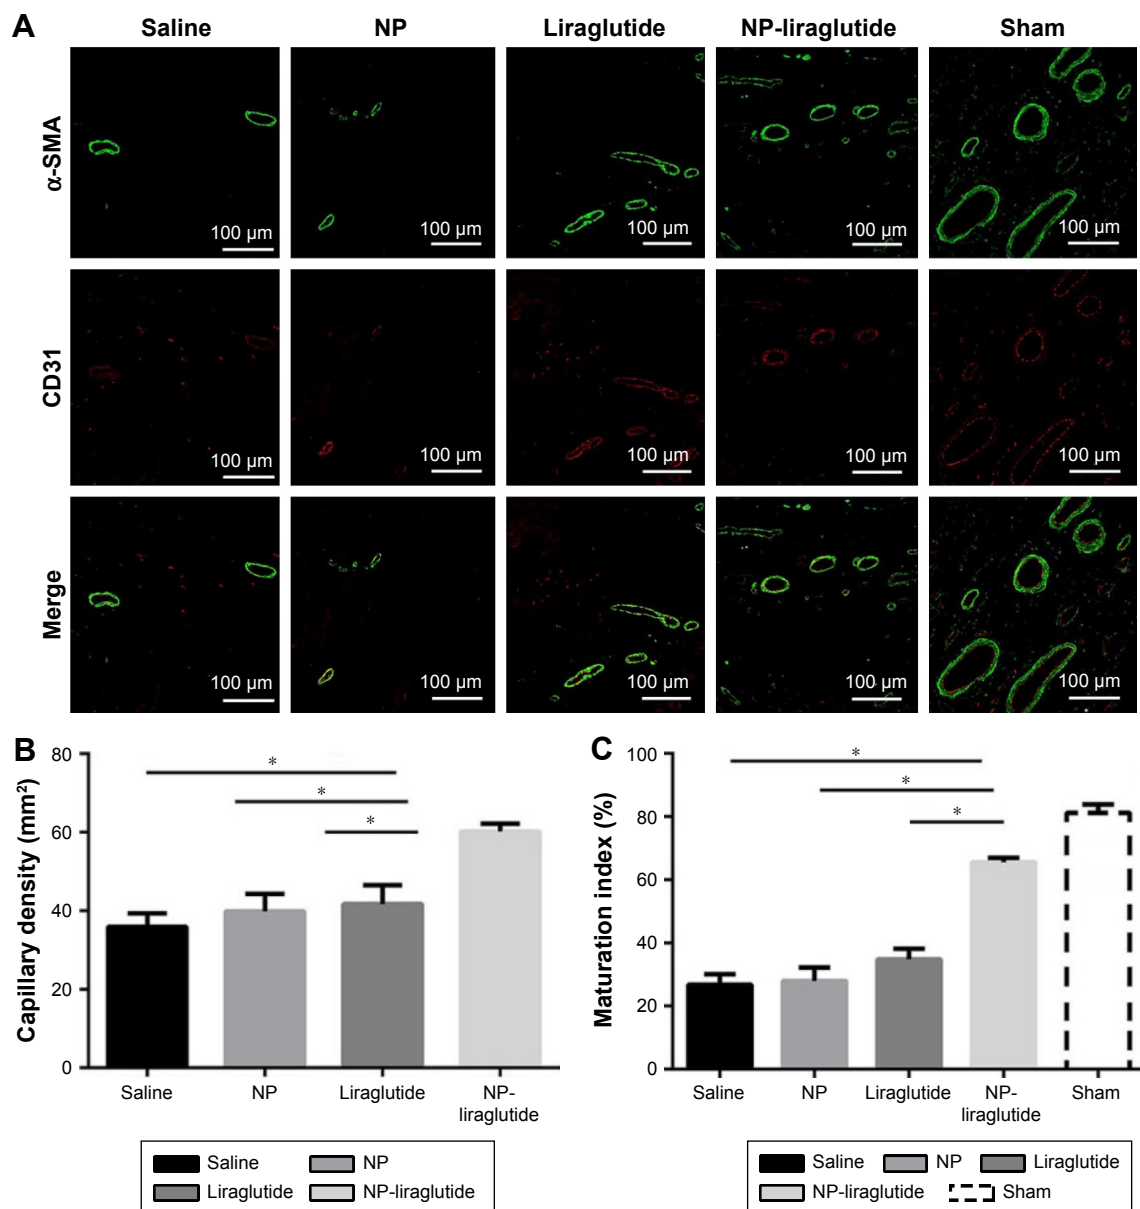 A
Saline NP Liraglutide NP-liraglutide Sham
α-SMA
100 µm 100 µm 100 µm 100 µm 100 µm
CD31
100 µm 100 µm 100 µm 100 µm 100 µm
Merge
100 µm 100 µm 100 µm 100 µm 100 µm
B
Capillary density (mm²)
80
60
40
20
0
* 
*
*
Saline NP Liraglutide NP-
liraglutide
Saline NP
Liraglutide NP-liraglutide
C
Maturation index (%)
100
80
60
40
20
0
*
*
*
Saline NP Liraglutide NP-
liraglutide Sham
Saline NP Liraglutide
NP-liraglutide Sham